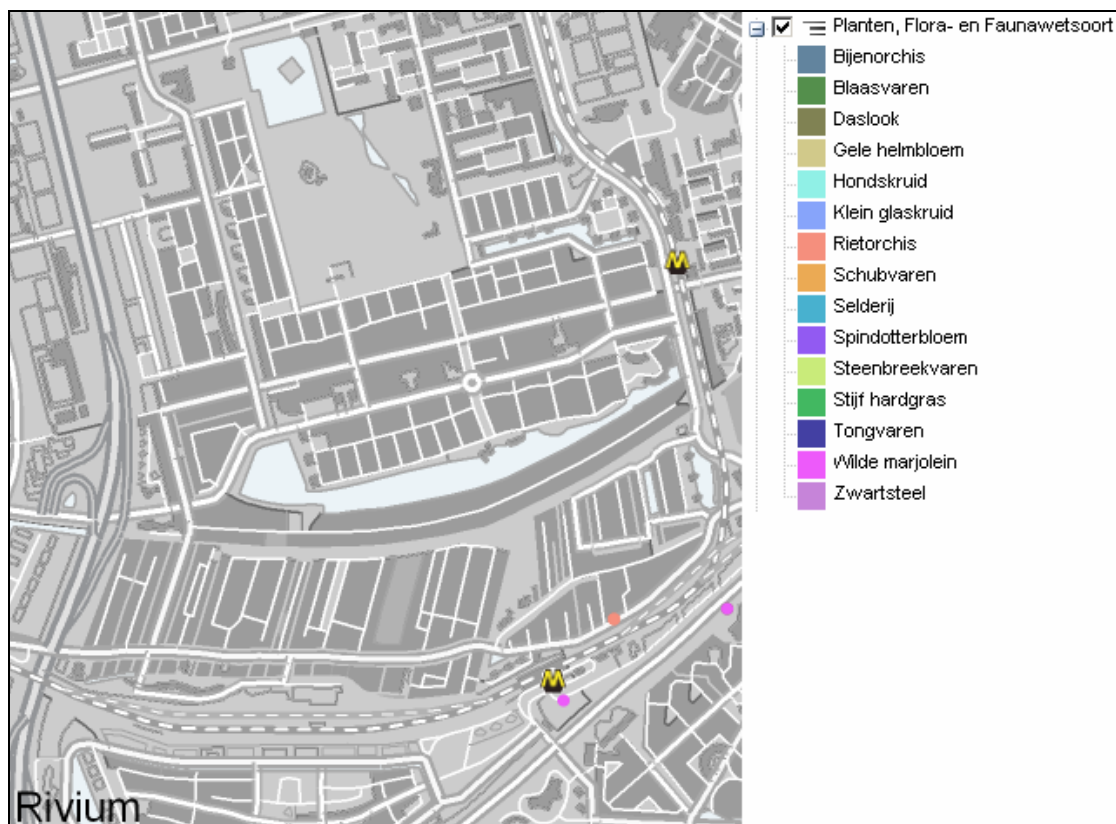 Planten, Flora- en Faunawetsoort
Bijenorchis
Blaasvaren
Daslook
Gele helmbloem
Hondskruid
Klein glaskruid
Rietorchis
Schubvaren
Selderij
Spindotterbloem
Steenbreekvaren
Stijf hardgras
Tongvaren
Wilde marjolein
Zwartsteel
M
M
Rivium